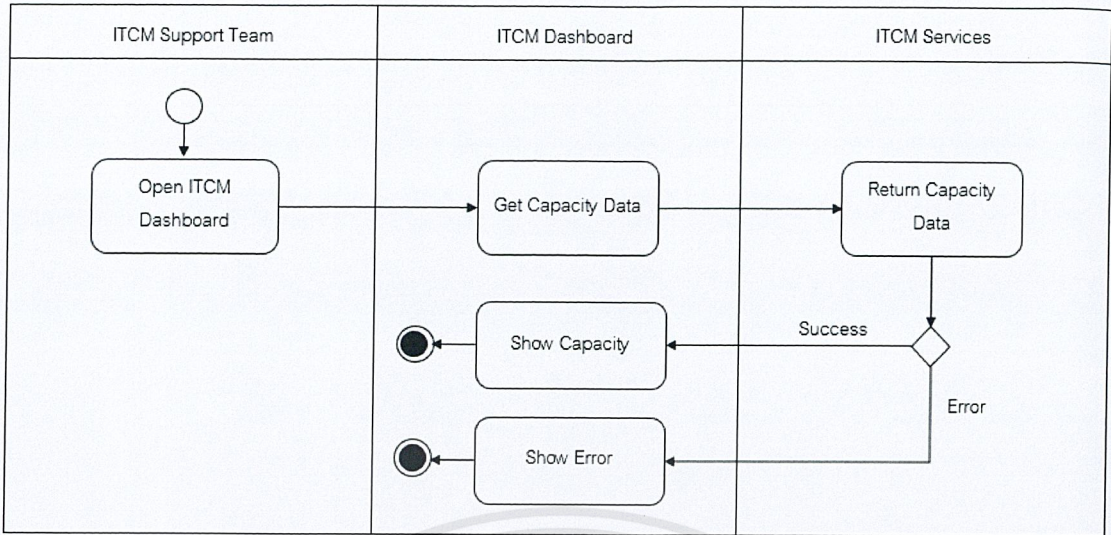 ITCM Support Team
ITCM Dashboard
ITCM Services
Open ITCM
Dashboard
Get Capacity Data
Return Capacity
Data
Show Capacity
Success
Error
Show Error